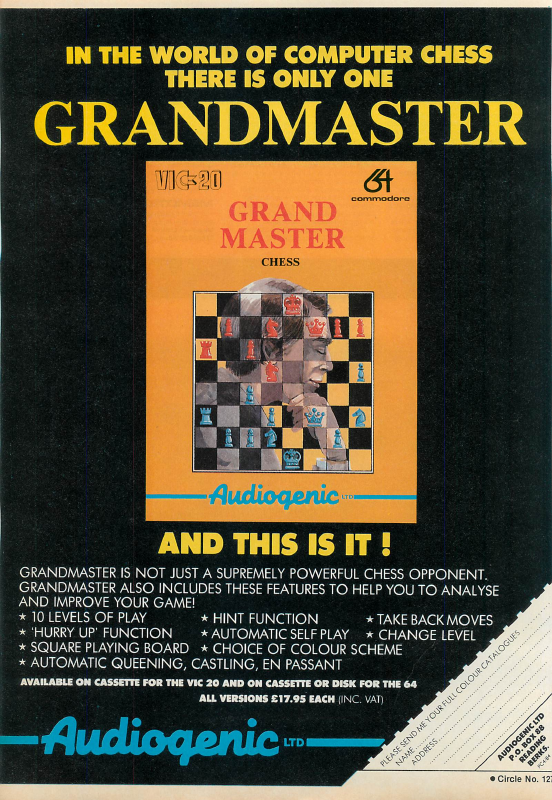 IN THE WORLD OF COMPUTER CHESS
THERE IS ONLY ONE
GRANDMASTER
VIC-20
64
commodore
GRAND
MASTER
CHESS
Audiogenic LTD
AND THIS IS IT !
GRANDMASTER IS NOT JUST A SUPREMELY POWERFUL CHESS OPPONENT.
GRANDMASTER ALSO INCLUDES THESE FEATURES TO HELP YOU TO ANALYSE
AND IMPROVE YOUR GAME!
* 10 LEVELS OF PLAY * HINT FUNCTION * TAKE BACK MOVES
* 'HURRY UP' FUNCTION * AUTOMATIC SELF PLAY * CHANGE LEVEL
* SQUARE PLAYING BOARD * CHOICE OF COLOUR SCHEME
* AUTOMATIC QUEENING, CASTLING, EN PASSANT
AVAILABLE ON CASSETTE FOR THE VIC 20 AND ON CASSETTE OR DISK FOR THE 64
ALL VERSIONS £17.95 EACH (INC. VAT)
Audiogenic LTD
PLEASE SEND ME YOUR FULL COLOUR CATALOGUES
NAME
ADDRESS
AUDIOGENIC LTD
P.O. BOX 88
READING
BERKS.
• Circle No. 127